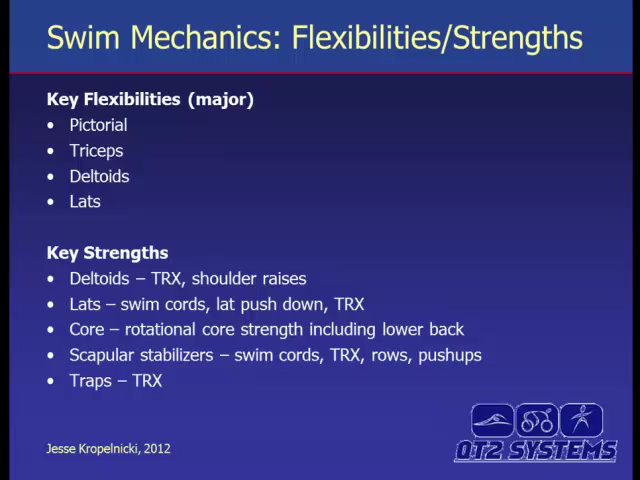 Swim Mechanics: Flexibilities/Strengths
Key Flexibilities (major)
• Pictorial
• Triceps
• Deltoids
• Lats
Key Strengths
• Deltoids – TRX, shoulder raises
• Lats – swim cords, lat push down, TRX
• Core – rotational core strength including lower back
• Scapular stabilizers – swim cords, TRX, rows, pushups
• Traps – TRX
Jesse Kropelnicki, 2012
QT2 SYSTEMS